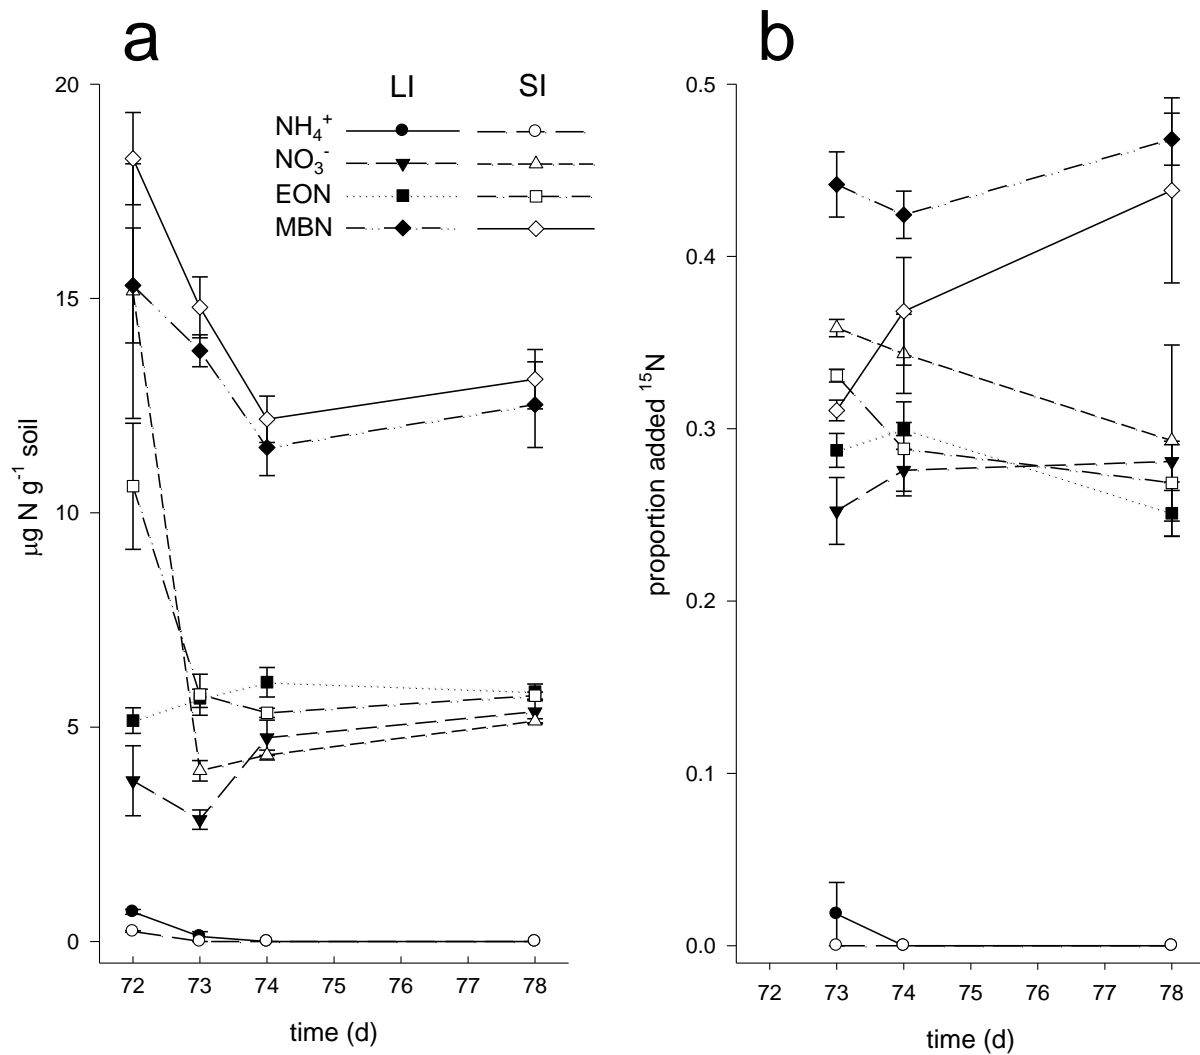 a
b
LI SI
NH₄⁺
NO₃⁻
EON
MBN
µg N g⁻¹ soil
20
15
10
5
0
72 73 74 75 76 77 78
time (d)
proportion added ¹⁵N
0.5
0.4
0.3
0.2
0.1
0.0
72 73 74 75 76 77 78
time (d)